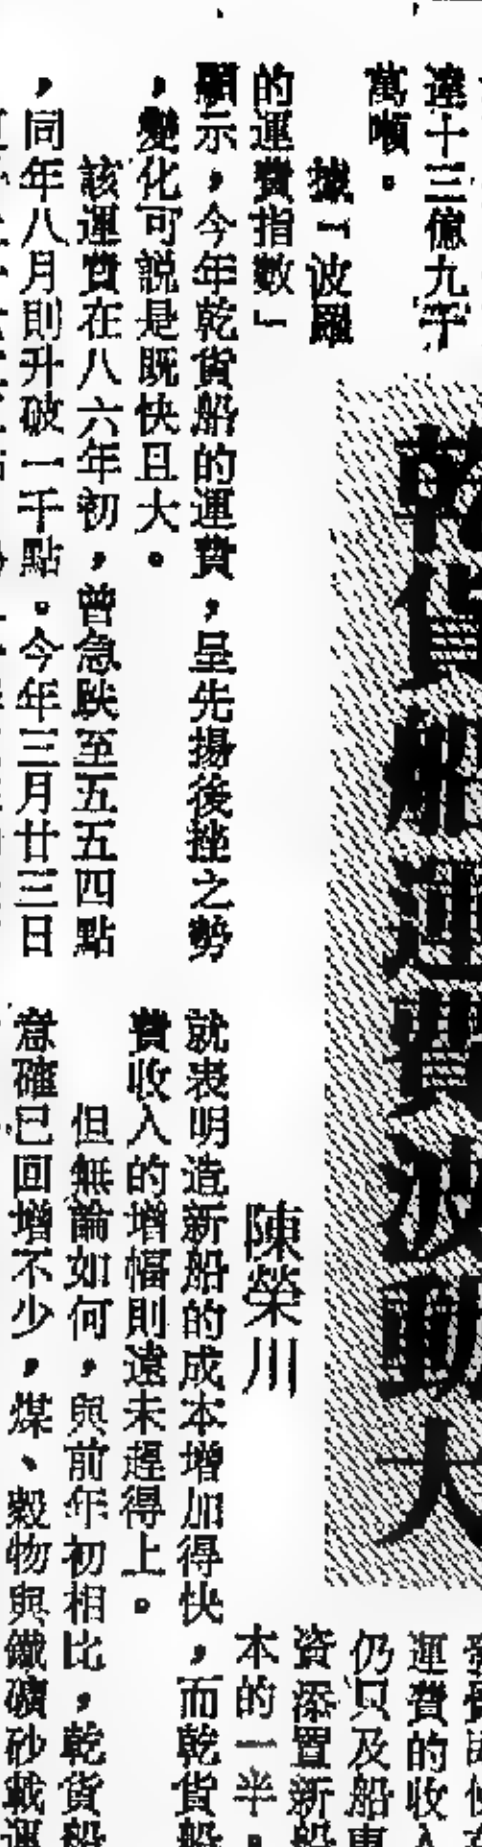 達十三億九千
萬噸。
據「波羅
的運費指數」
顯示，今年乾貨船的運費，呈先揚後挫之勢
，變化可説是既快且大。
該運費在八六年初，曾急跌至五五四點
，同年八月則升破一千點。今年三月廿三日
乾貨船運費波動大
陳榮川
就表明造新船的成本增加得快，而乾貨船
費收入的增幅則遠未趕得上。
但無論如何，與前年初相比，乾貨船
意確已回增不少，煤、穀物與鐵礦砂載運
運費的收入
仍只及船東
資添置新船
本的一半。